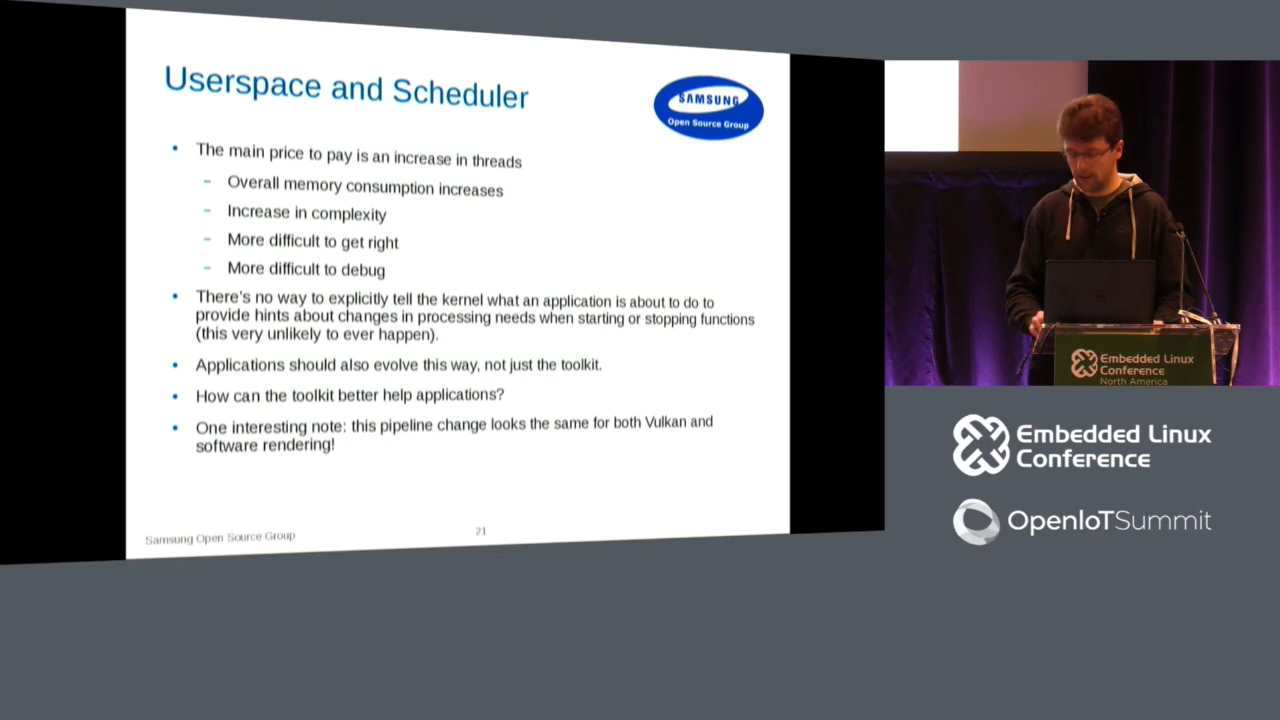 Userspace and Scheduler
SAMSUNG
Open Source Group
• The main price to pay is an increase in threads
– Overall memory consumption increases
– Increase in complexity
– More difficult to get right
– More difficult to debug
• There's no way to explicitly tell the kernel what an application is about to do to
provide hints about changes in processing needs when starting or stopping functions
(this very unlikely to ever happen).
• Applications should also evolve this way, not just the toolkit.
• How can the toolkit better help applications?
• One interesting note: this pipeline change looks the same for both Vulkan and
software rendering!
Samsung Open Source Group
21
Embedded Linux
Conference
North America
Embedded Linux
Conference
OpenIoTSummit